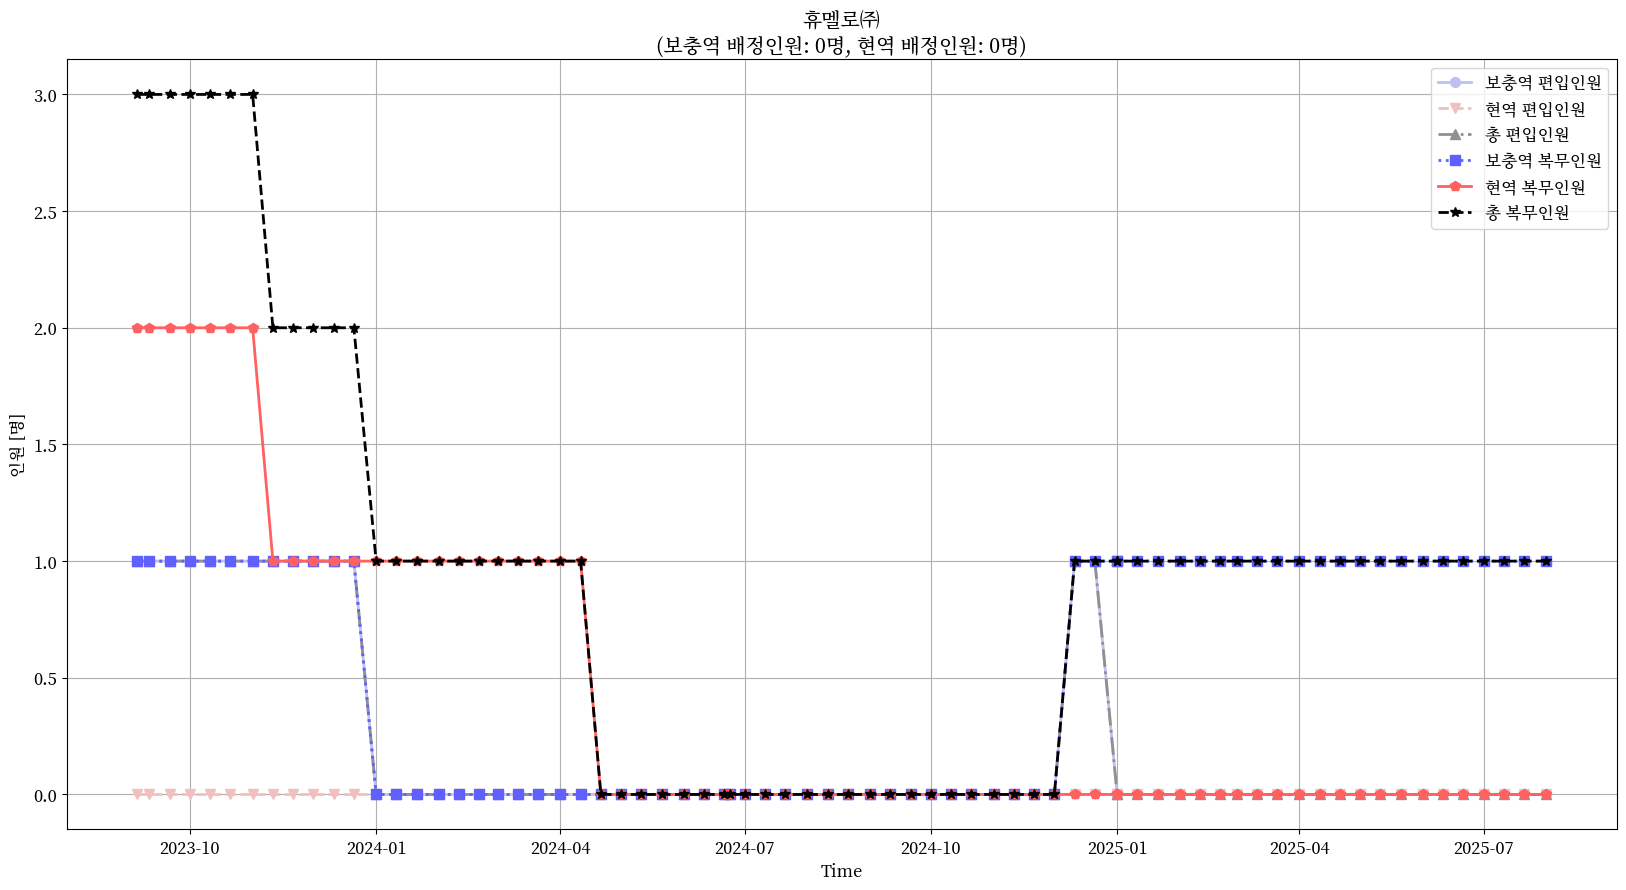 휴멜로㈜
(보충역 배정인원: 0명, 현역 배정인원: 0명)
보충역 편입인원
현역 편입인원
총 편입인원
보충역 복무인원
현역 복무인원
총 복무인원
인원 [명]
3.0
2.5
2.0
1.5
1.0
0.5
0.0
2023-10
2024-01
2024-04
2024-07
2024-10
2025-01
2025-04
2025-07
Time